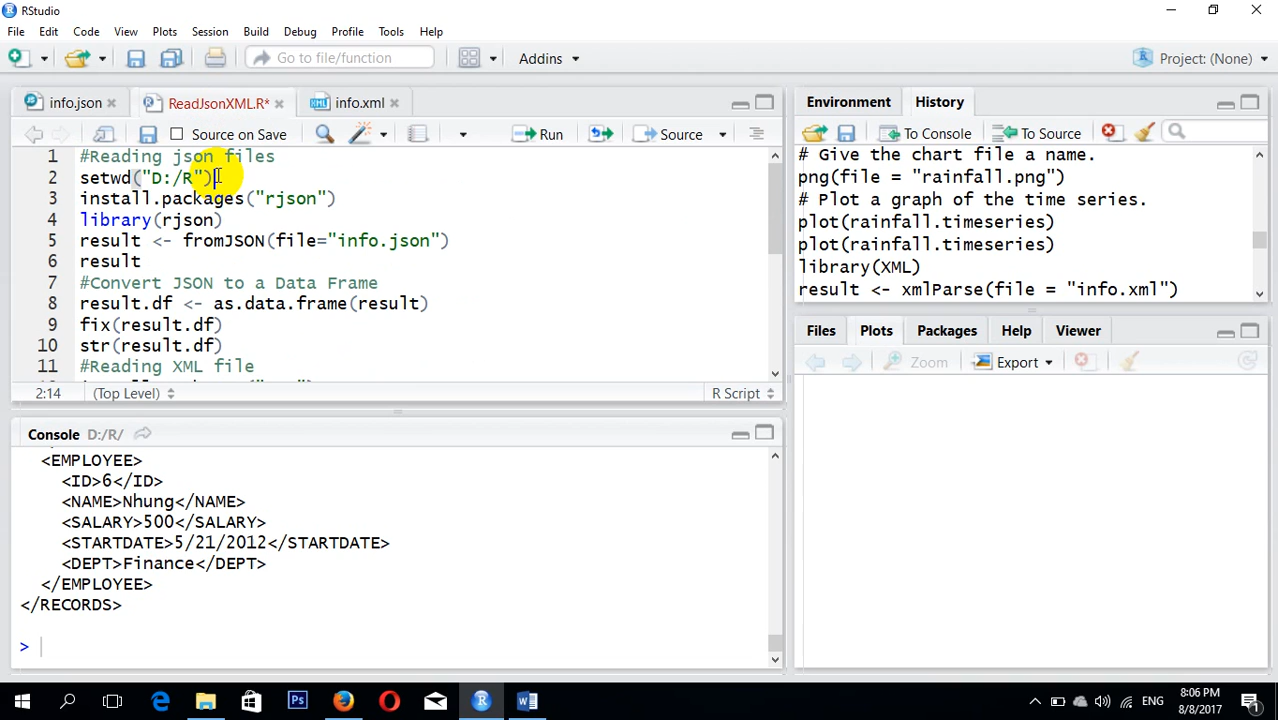 RStudio
File Edit Code View Plots Session Build Debug Profile Tools Help
Go to file/function
Addins
Project: (None)
info.json
ReadJsonXML.R*
info.xml
Source on Save
Run
Source
1 #Reading json files
2 setwd("D:/R")
3 install.packages("rjson")
4 library(rjson)
5 result <- fromJSON(file="info.json")
6 result
7 #Convert JSON to a Data Frame
8 result.df <- as.data.frame(result)
9 fix(result.df)
10 str(result.df)
11 #Reading XML file
2:14 (Top Level) R Script
Console D:/R/
<EMPLOYEE>
<ID>6</ID>
<NAME>Nhung</NAME>
<SALARY>500</SALARY>
<STARTDATE>5/21/2012</STARTDATE>
<DEPT>Finance</DEPT>
</EMPLOYEE>
</RECORDS>
>
Environment History
To Console To Source
# Give the chart file a name.
png(file = "rainfall.png")
# Plot a graph of the time series.
plot(rainfall.timeseries)
plot(rainfall.timeseries)
library(XML)
result <- xmlParse(file = "info.xml")
Files Plots Packages Help Viewer
Zoom Export
ENG
8:06 PM
8/8/2017